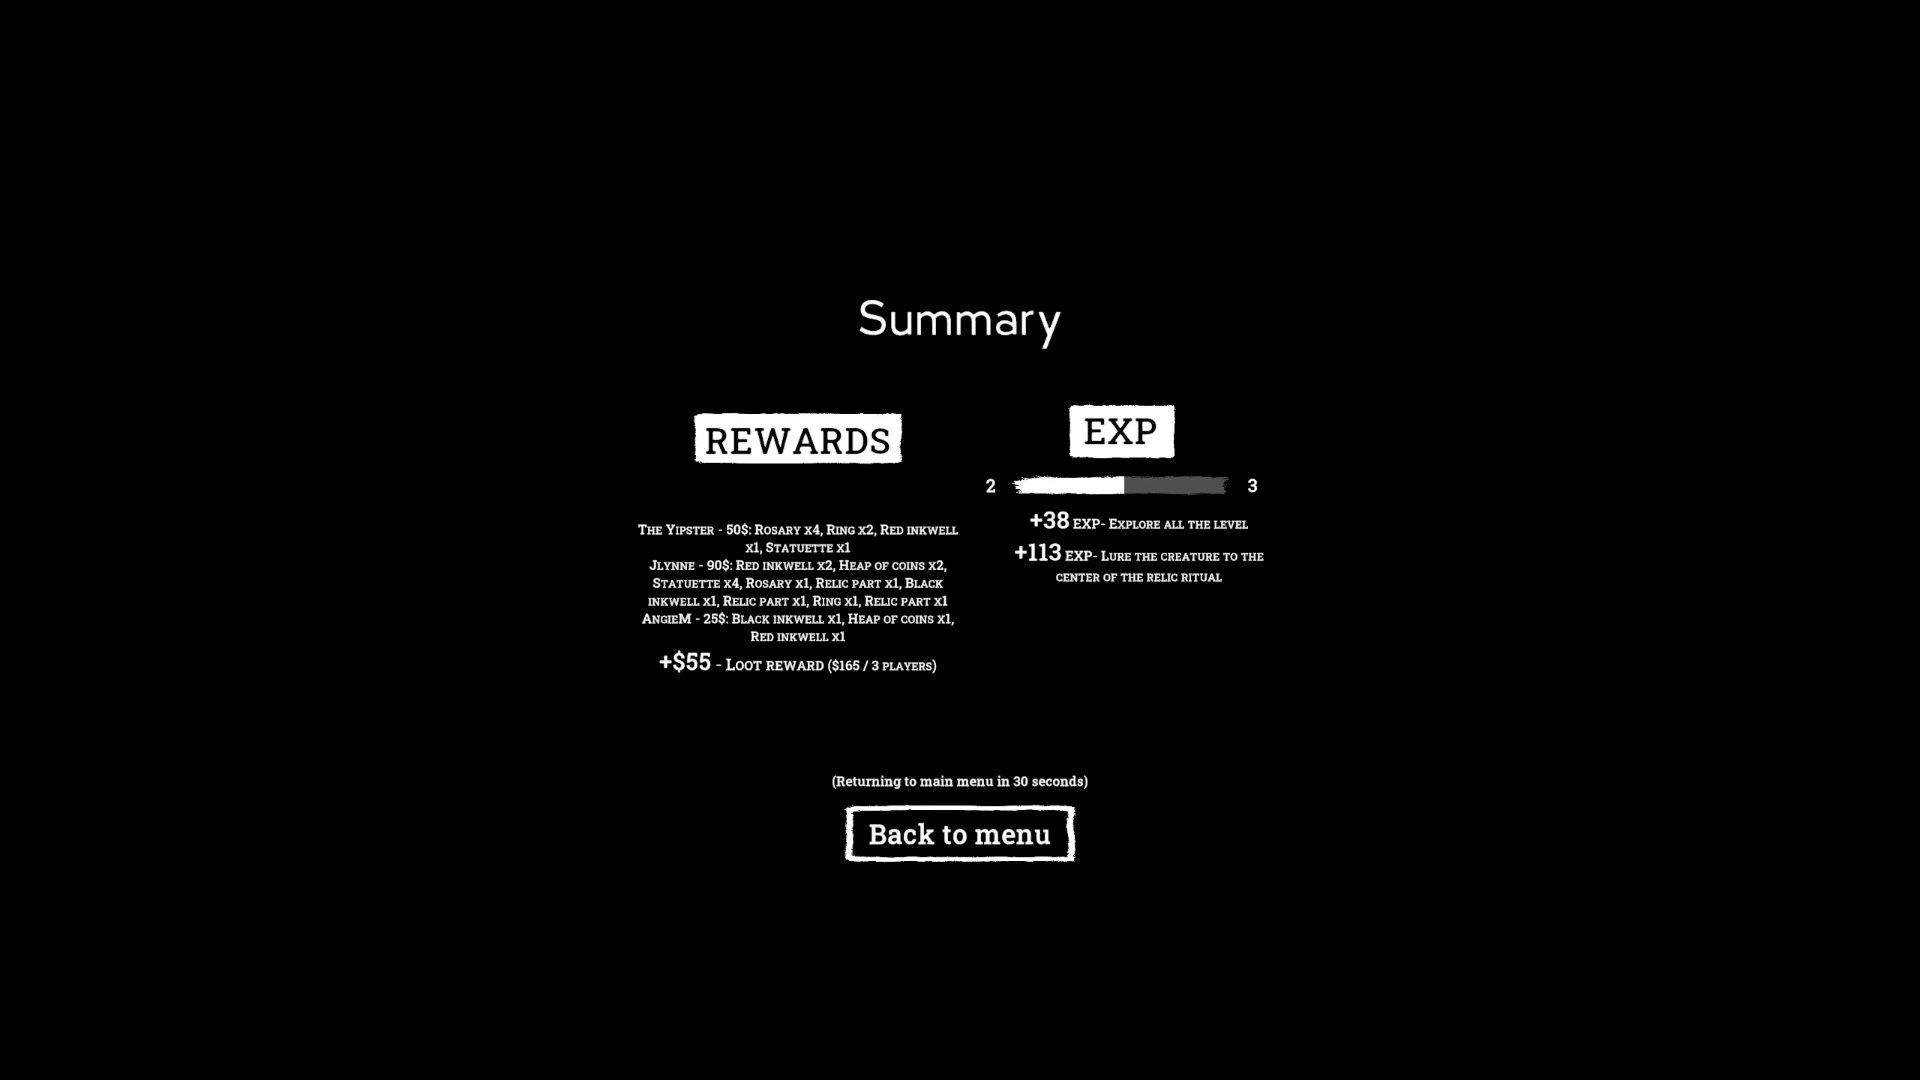 Summary
REWARDS
The Yipster - 50$: Rosary x4, Ring x2, Red inkwell
x1, Statuette x1
Jlynne - 90$: Red inkwell x2, Heap of coins x2,
Statuette x4, Rosary x1, Relic part x1, Black
inkwell x1, Relic part x1, Ring x1, Relic part x1
AngieM - 25$: Black inkwell x1, Heap of coins x1,
Red inkwell x1
+$55 - Loot reward ($165 / 3 players)
EXP
2 3
+38 EXP- Explore all the level
+113 EXP- Lure the creature to the
center of the relic ritual
(Returning to main menu in 30 seconds)
Back to menu